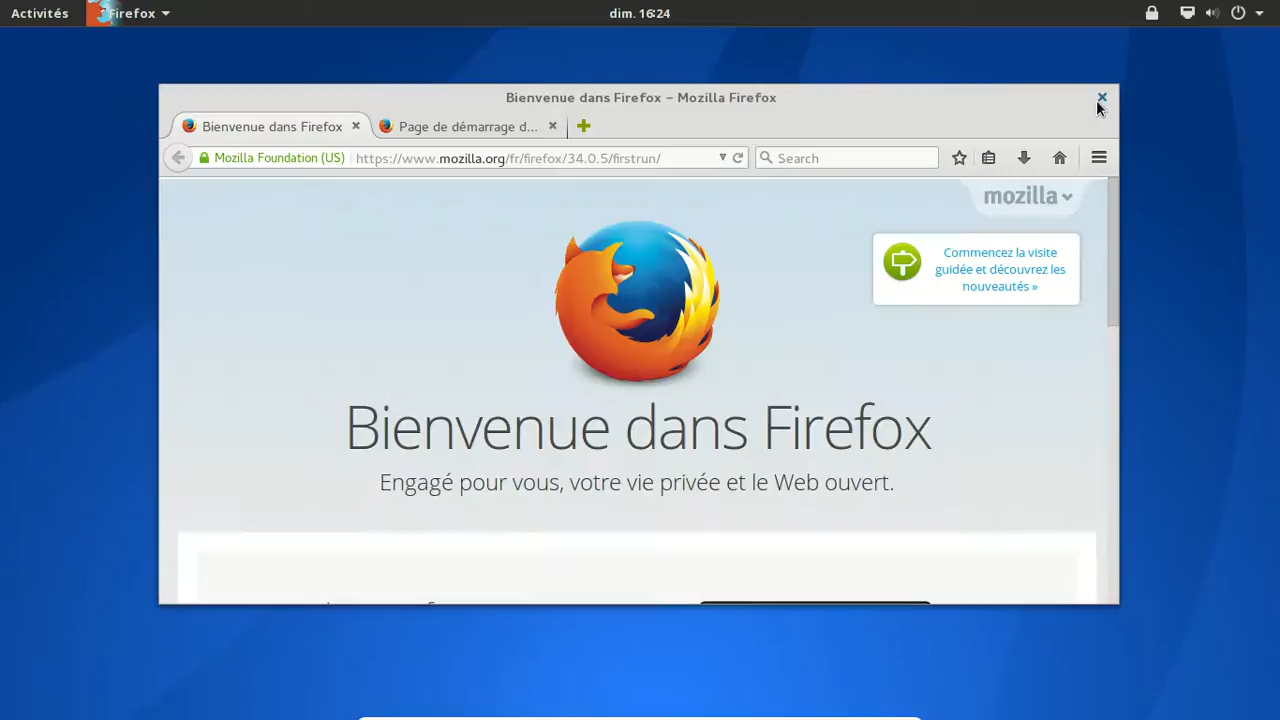 Activités
Firefox
dim. 16:24
Bienvenue dans Firefox – Mozilla Firefox
Bienvenue dans Firefox
Page de démarrage d...
Mozilla Foundation (US)
https://www.mozilla.org/fr/firefox/34.0.5/firstrun/
Search
mozilla
Commencez la visite
guidée et découvrez les
nouveautés »
Bienvenue dans Firefox
Engagé pour vous, votre vie privée et le Web ouvert.